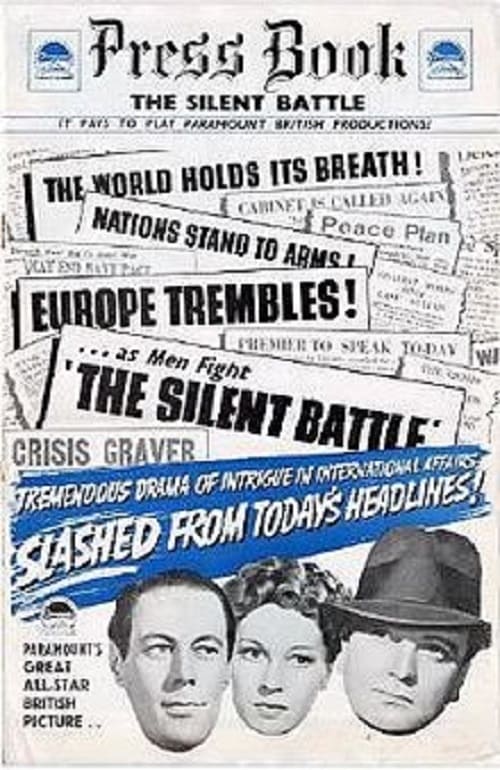 Press Book
THE SILENT BATTLE
IT PAYS TO PLAY PARAMOUNT BRITISH PRODUCTIONS!
THE WORLD HOLDS ITS BREATH!
CABINET IS CALLED AGAIN
NATIONS STAND TO ARMS!
Peace Plan
EUROPE TREMBLES!
PREMIER TO SPEAK TO-DAY
...as Men Fight
'THE SILENT BATTLE'
CRISIS GRAVER
TREMENDOUS DRAMA OF INTRIGUE IN INTERNATIONAL AFFAIRS
SLASHED FROM TODAY'S HEADLINES!
PARAMOUNT'S
GREAT
ALL-STAR
BRITISH
PICTURE..